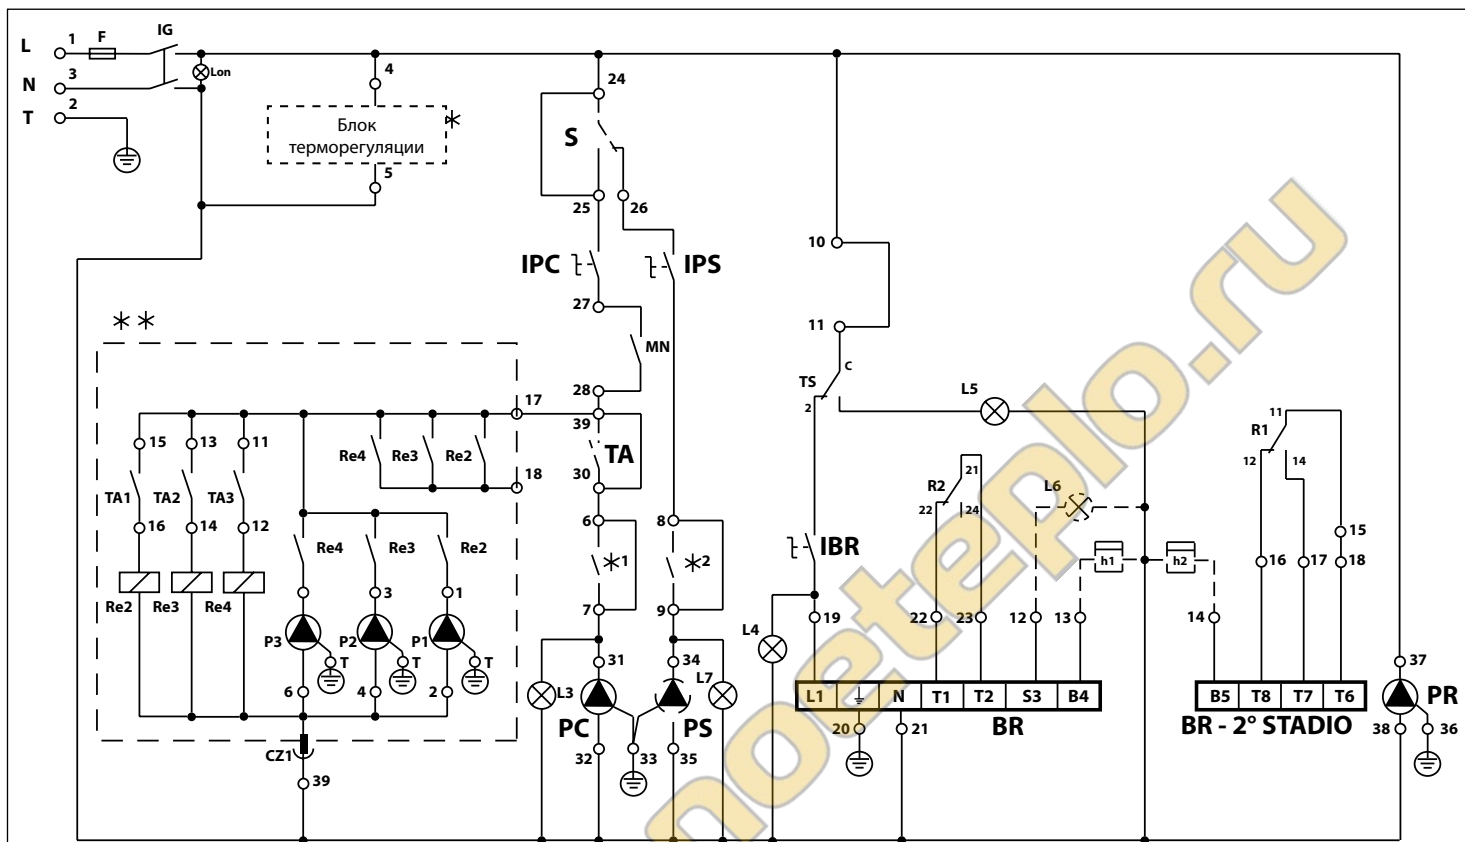 L 1 F IG
Lon
N 3
T 2
4
Блок
терморегуляции
*
5
24
S
25 26
IPC IPS
27
MN
28
**
17
39
TA
30
18
15 13 11
TA1 TA2 TA3
16 14 12
Re4 Re3 Re2
Re4 Re3 Re2
Re2 Re3 Re4
3 1
P3 P2 P1
T T T
6 4 2
CZ1
39
6 8
*1 *2
7 9
31 34
L3 L7
PC PS
32 33 35
10
11
C
TS
2
L5
IBR
L4
19
R2
21
22 24
L6
h1 h2
22 23 12 13 14
L1 N T1 T2 S3 B4
BR
20 21
11
R1
12 14
15
16 17 18
B5 T8 T7 T6
BR - 2° STADIO
37
PR
38 36
noeteplo.ru